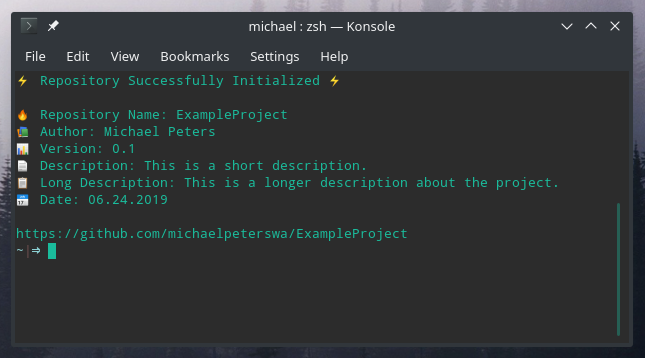 michael : zsh — Konsole
File Edit View Bookmarks Settings Help
⚡ Repository Successfully Initialized ⚡
🔥 Repository Name: ExampleProject
📚 Author: Michael Peters
📊 Version: 0.1
📄 Description: This is a short description.
📋 Long Description: This is a longer description about the project.
📅 Date: 06.24.2019
https://github.com/michaelpeterswa/ExampleProject
~ |⇒